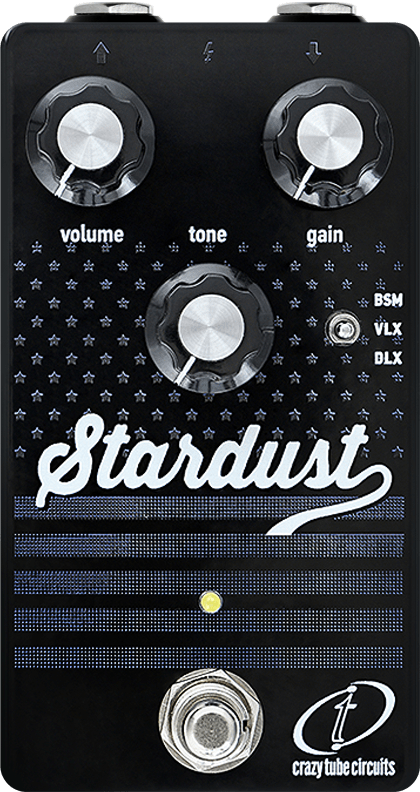 volume tone gain
BSM
VLX
DLX
Stardust
crazy tube circuits